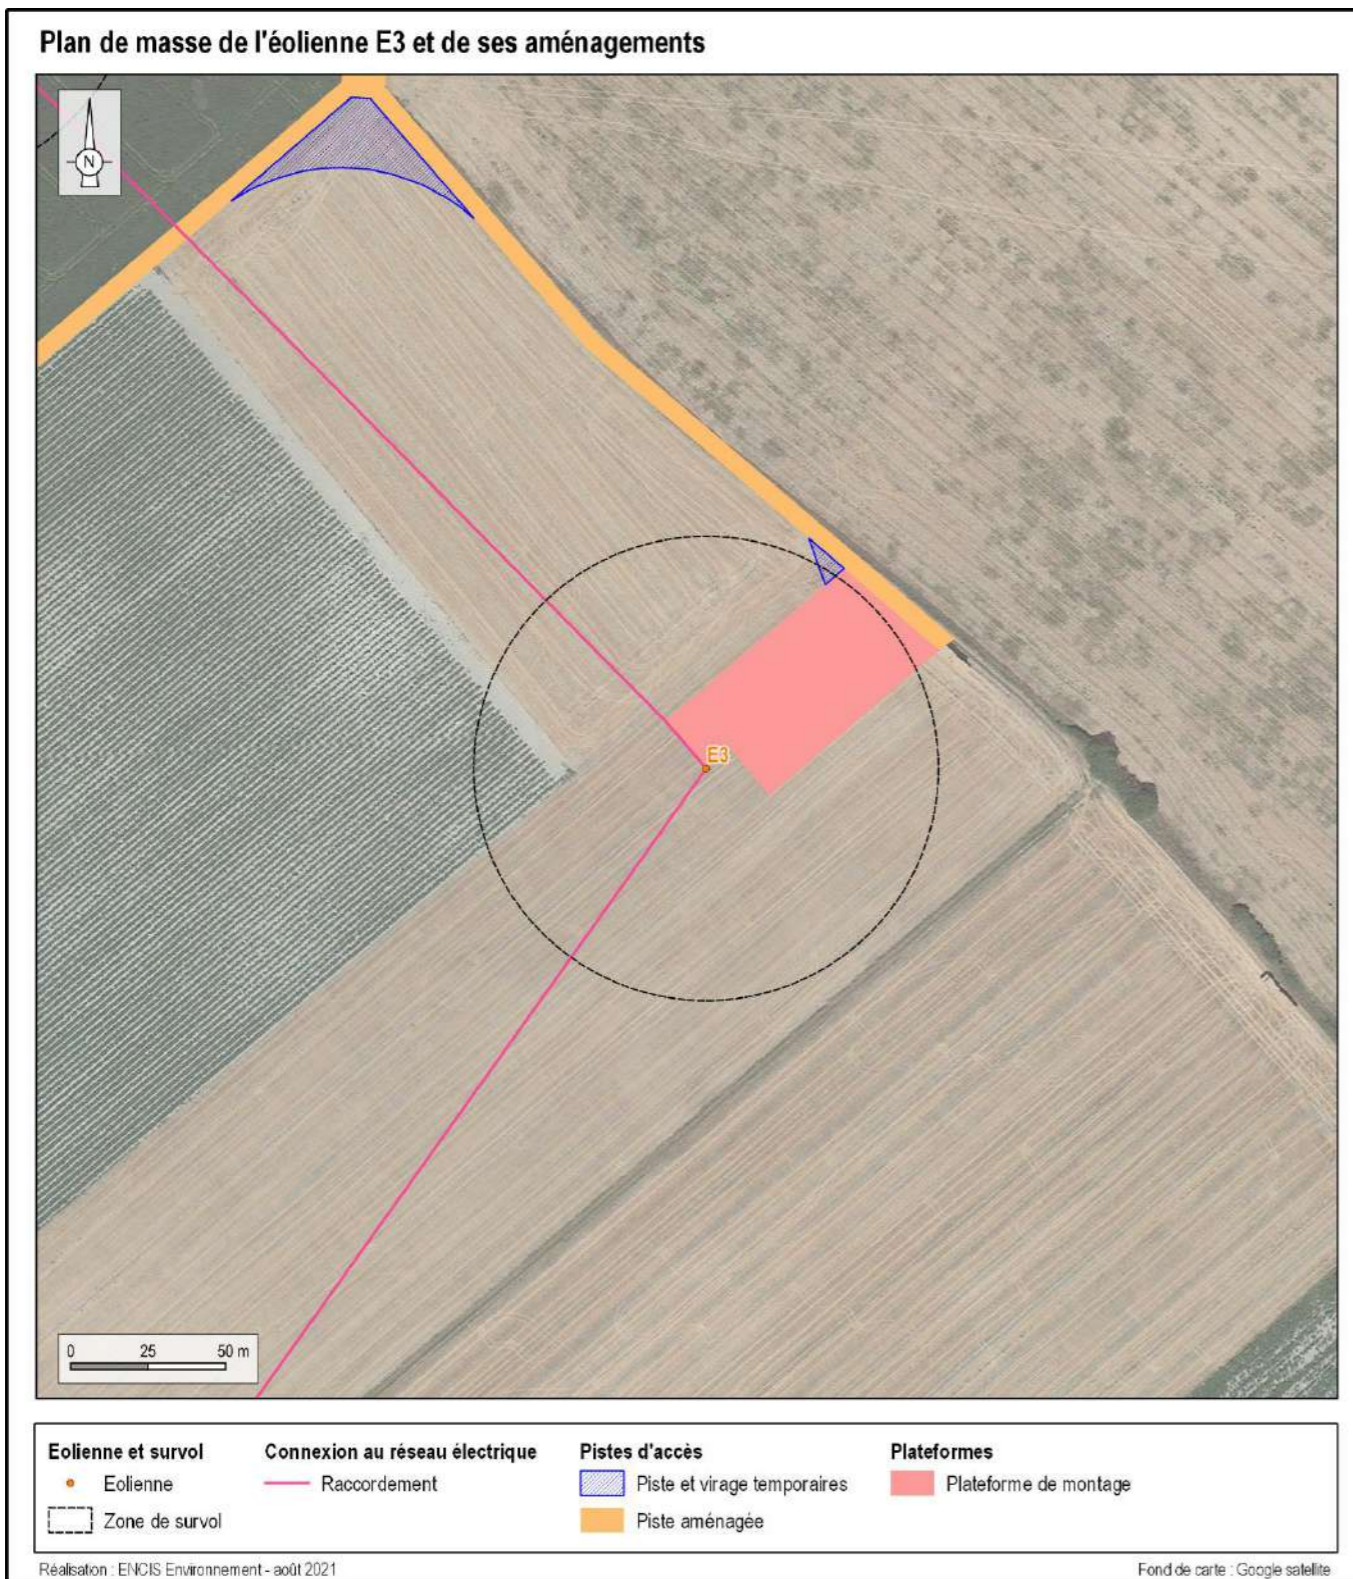 Plan de masse de l'éolienne E3 et de ses aménagements
N
E3
0 25 50 m
Eolienne et survol
Eolienne
Zone de survol
Connexion au réseau électrique
Raccordement
Pistes d'accès
Piste et virage temporaires
Piste aménagée
Plateformes
Plateforme de montage
Réalisation : ENCIS Environnement - août 2021
Fond de carte : Google satellite